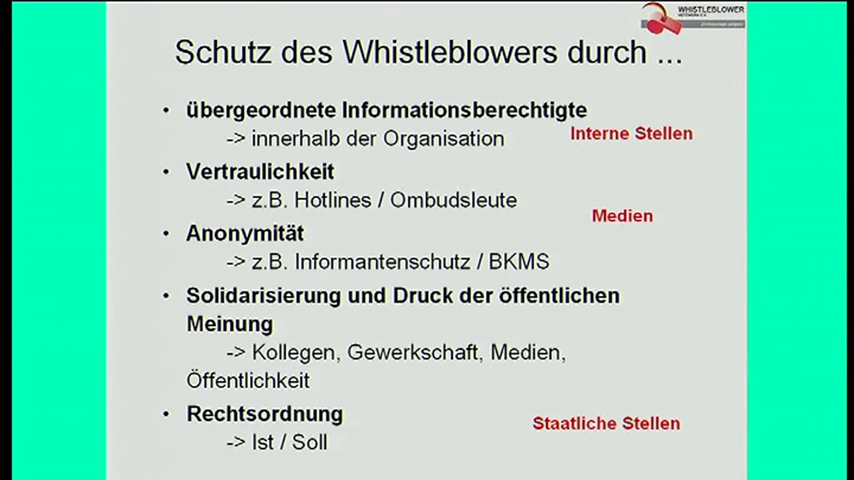 WHISTLEBLOWER
NETZWERK E.V.
Schutz des Whistleblowers durch ...
• übergeordnete Informationsberechtigte
-> innerhalb der Organisation
Interne Stellen
• Vertraulichkeit
-> z.B. Hotlines / Ombudsleute
Medien
• Anonymität
-> z.B. Informantenschutz / BKMS
• Solidarisierung und Druck der öffentlichen
Meinung
-> Kollegen, Gewerkschaft, Medien,
Öffentlichkeit
• Rechtsordnung
Staatliche Stellen
-> Ist / Soll